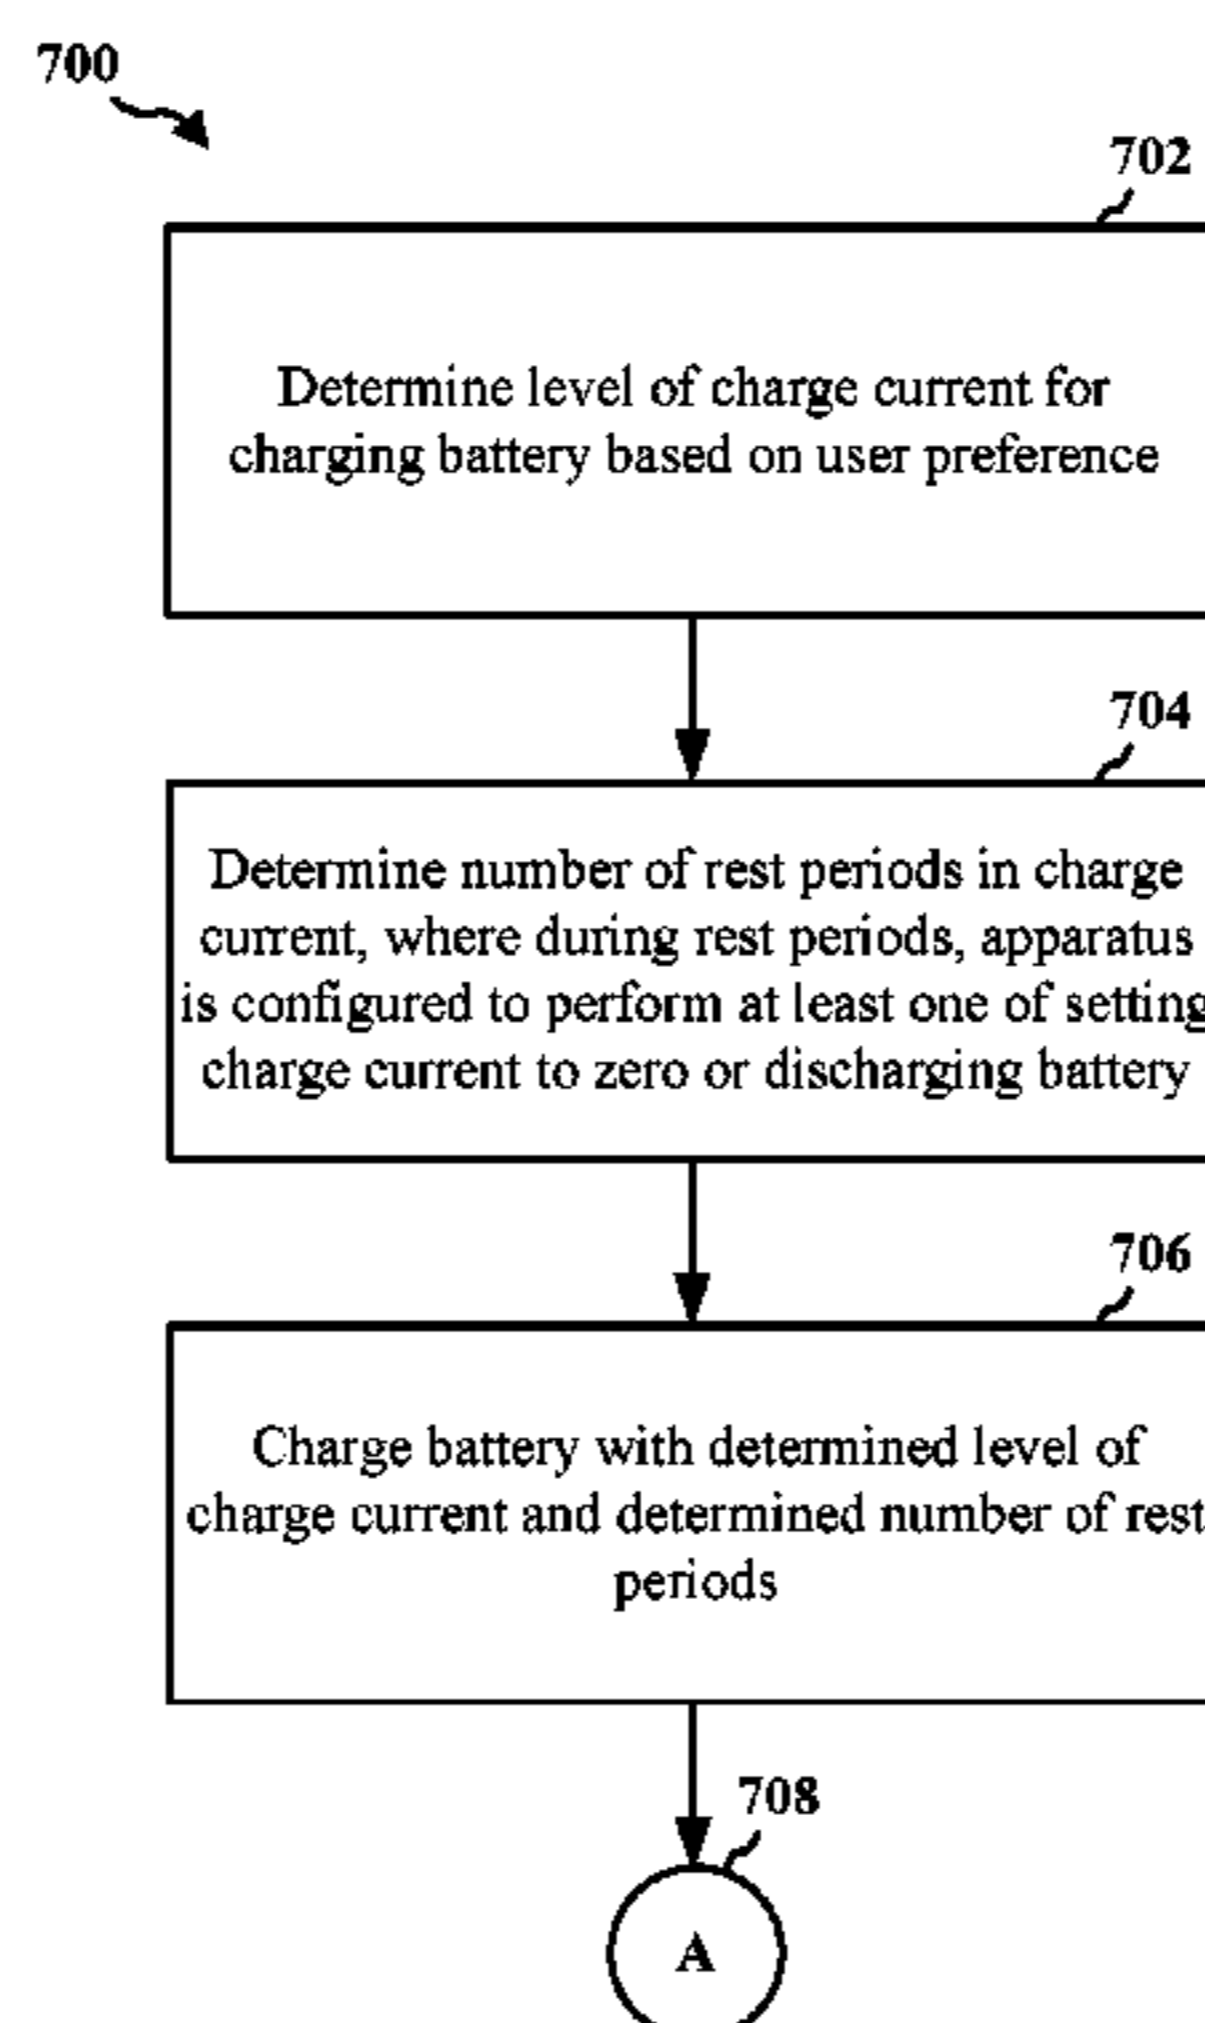 700
702
Determine level of charge current for
charging battery based on user preference
704
Determine number of rest periods in charge
current, where during rest periods, apparatus
is configured to perform at least one of setting
charge current to zero or discharging battery
706
Charge battery with determined level of
charge current and determined number of rest
periods
708
A